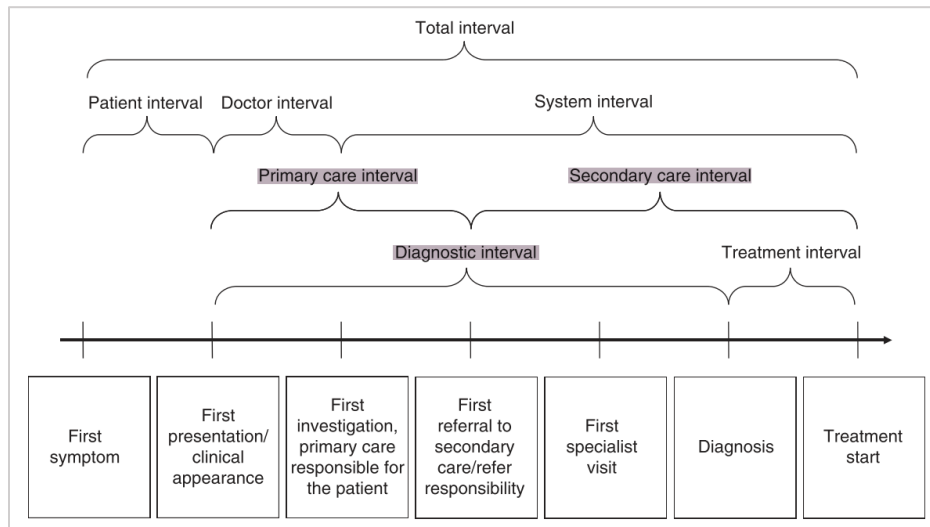 Total interval
Patient interval
Doctor interval
System interval
Primary care interval
Secondary care interval
Diagnostic interval
Treatment interval
First
symptom
First
presentation/
clinical
appearance
First
investigation,
primary care
responsible for
the patient
First
referral to
secondary
care/refer
responsibility
First
specialist
visit
Diagnosis
Treatment
start